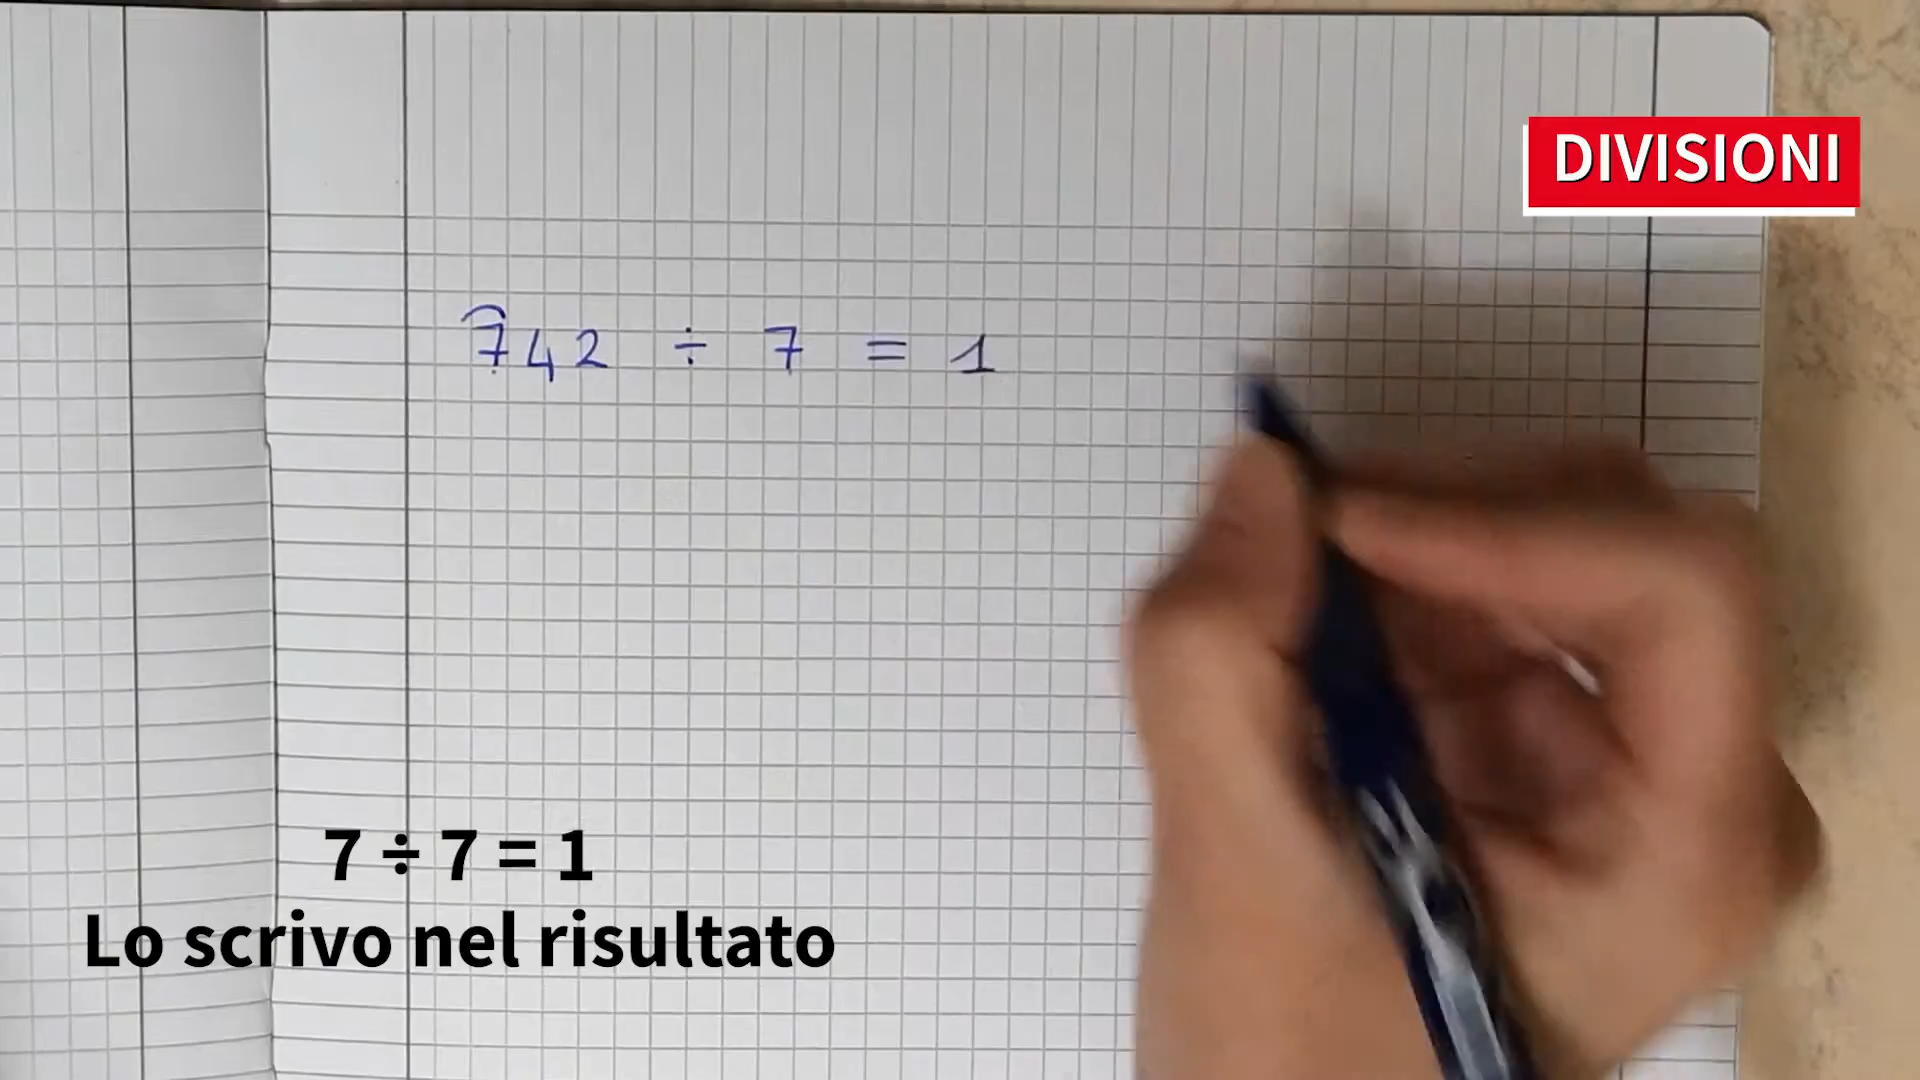 DIVISIONI
742 ÷ 7 = 1
7 ÷ 7 = 1
Lo scrivo nel risultato